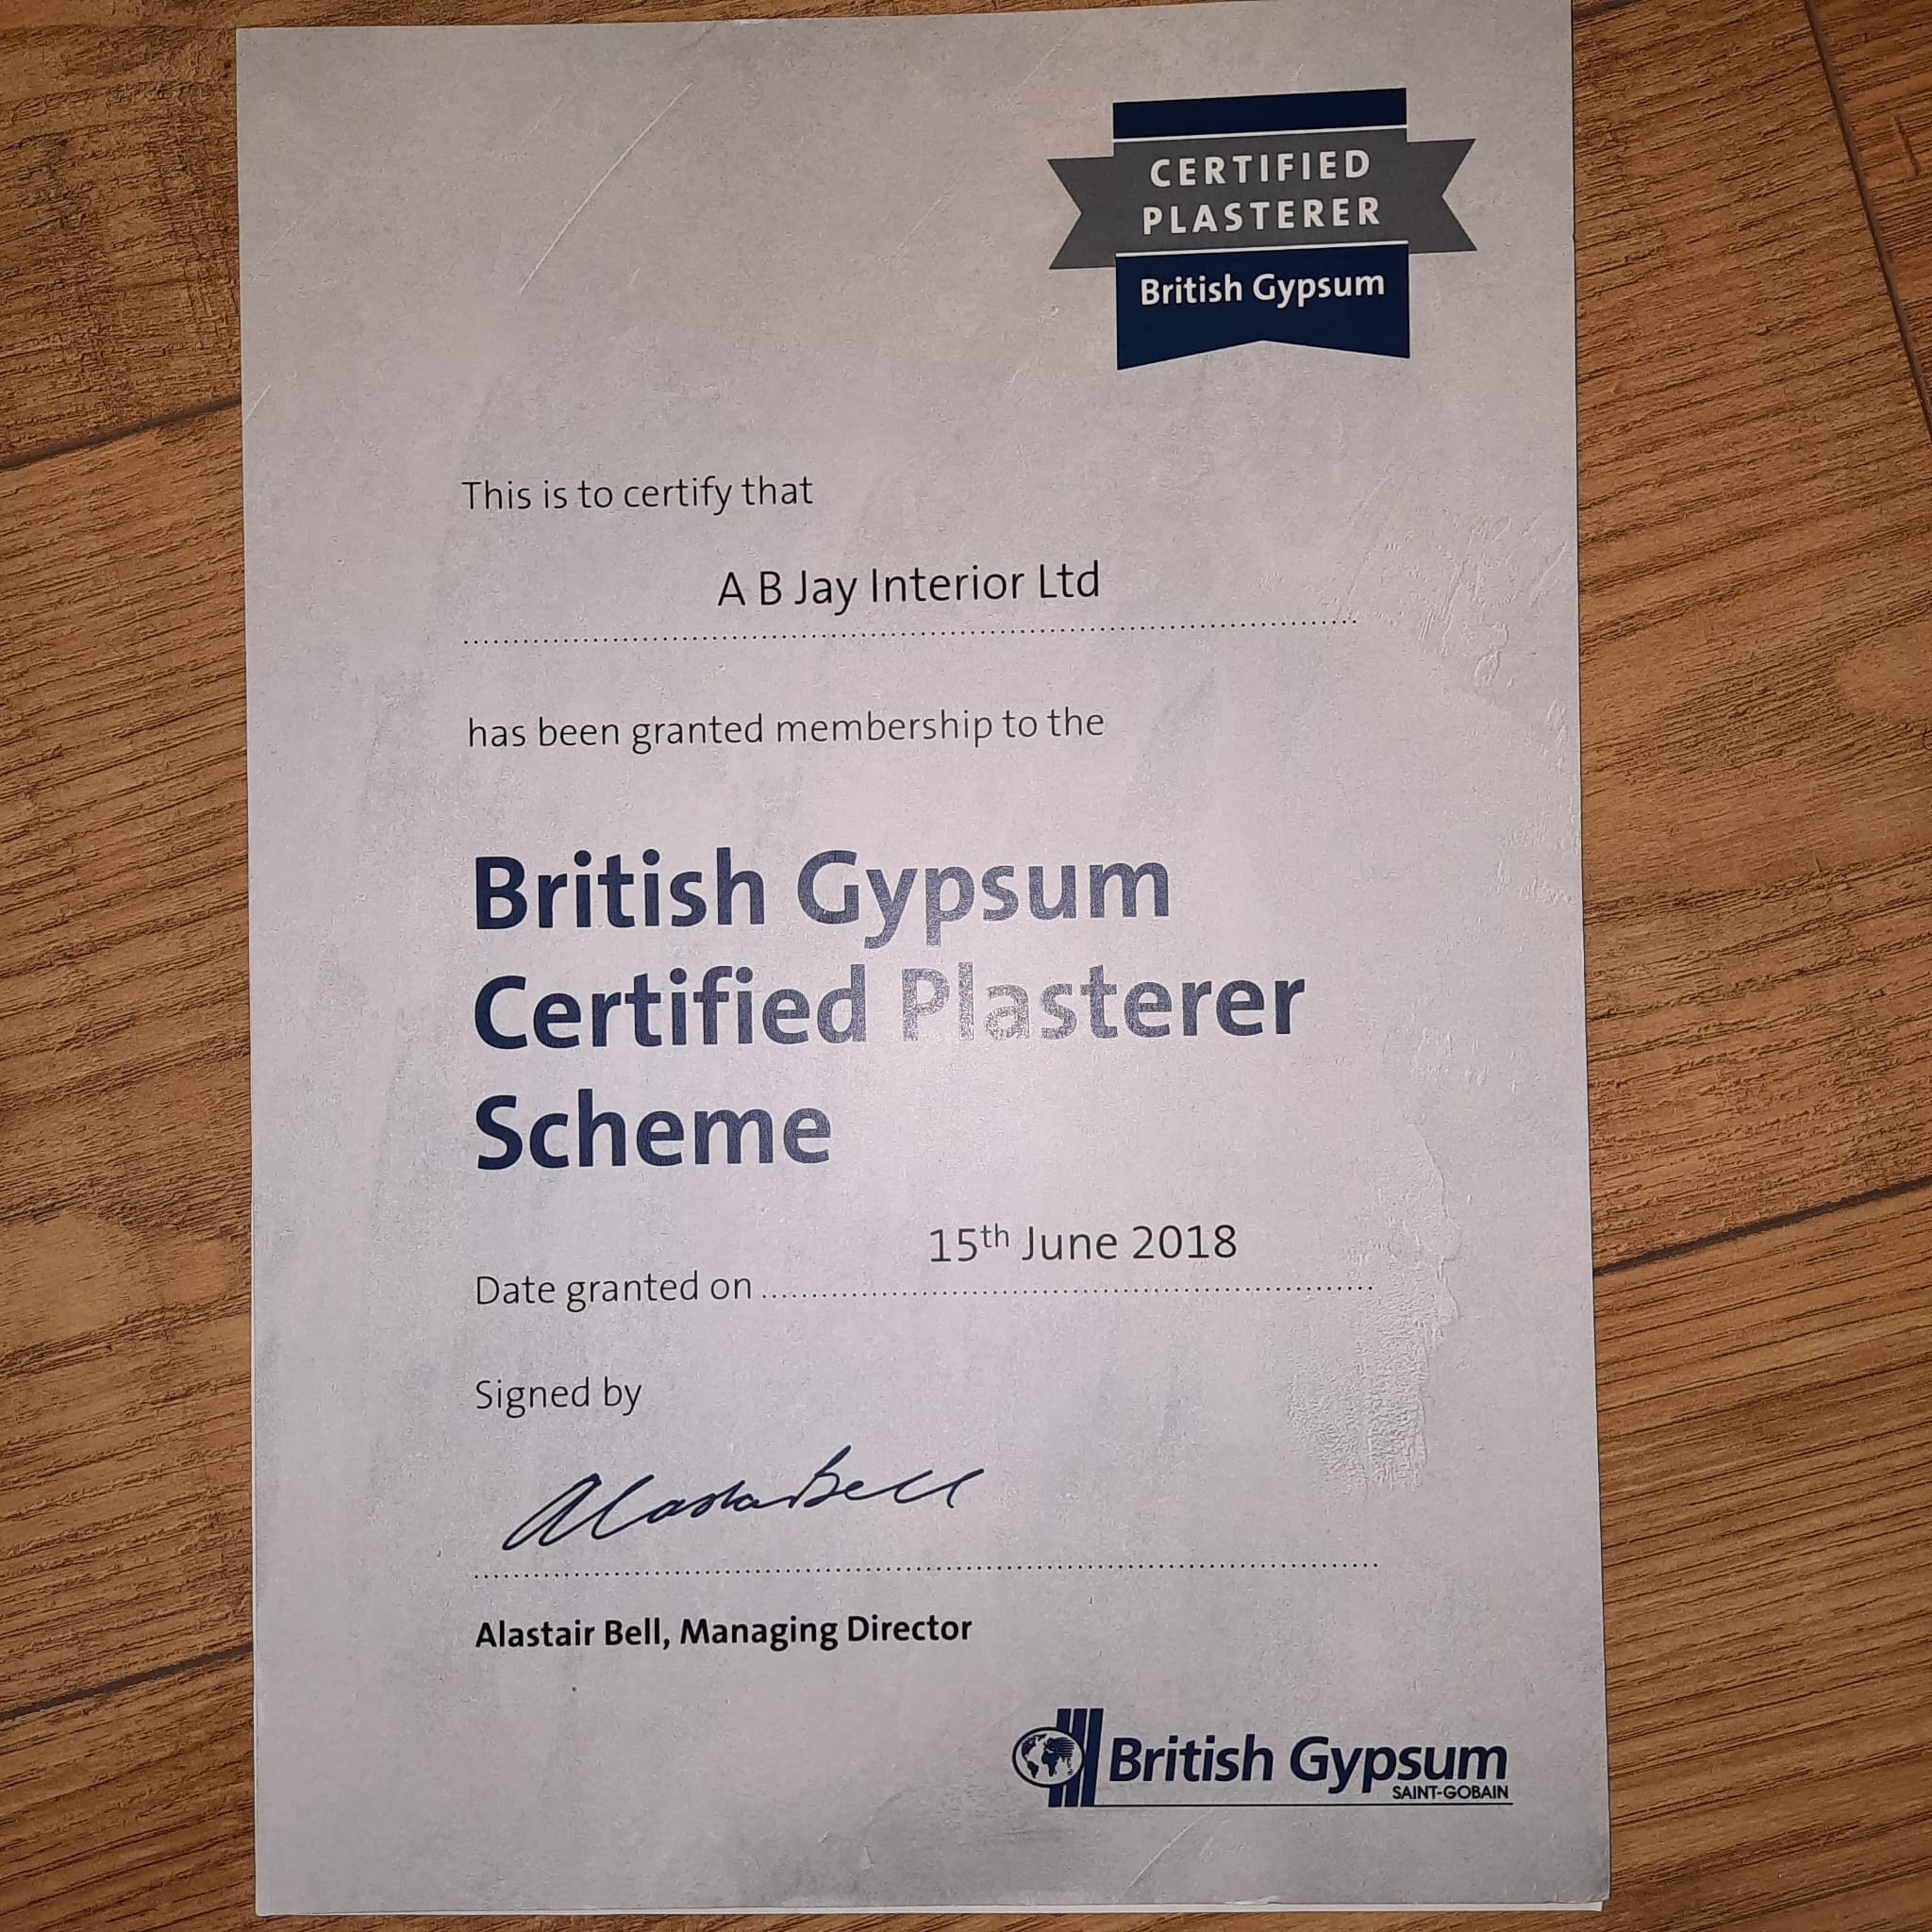 CERTIFIED
PLASTERER
British Gypsum
This is to certify that
A B Jay Interior Ltd
has been granted membership to the
British Gypsum
Certified Plasterer
Scheme
15th June 2018
Date granted on
Signed by
Alastair Bell
Alastair Bell, Managing Director
British Gypsum
SAINT-GOBAIN